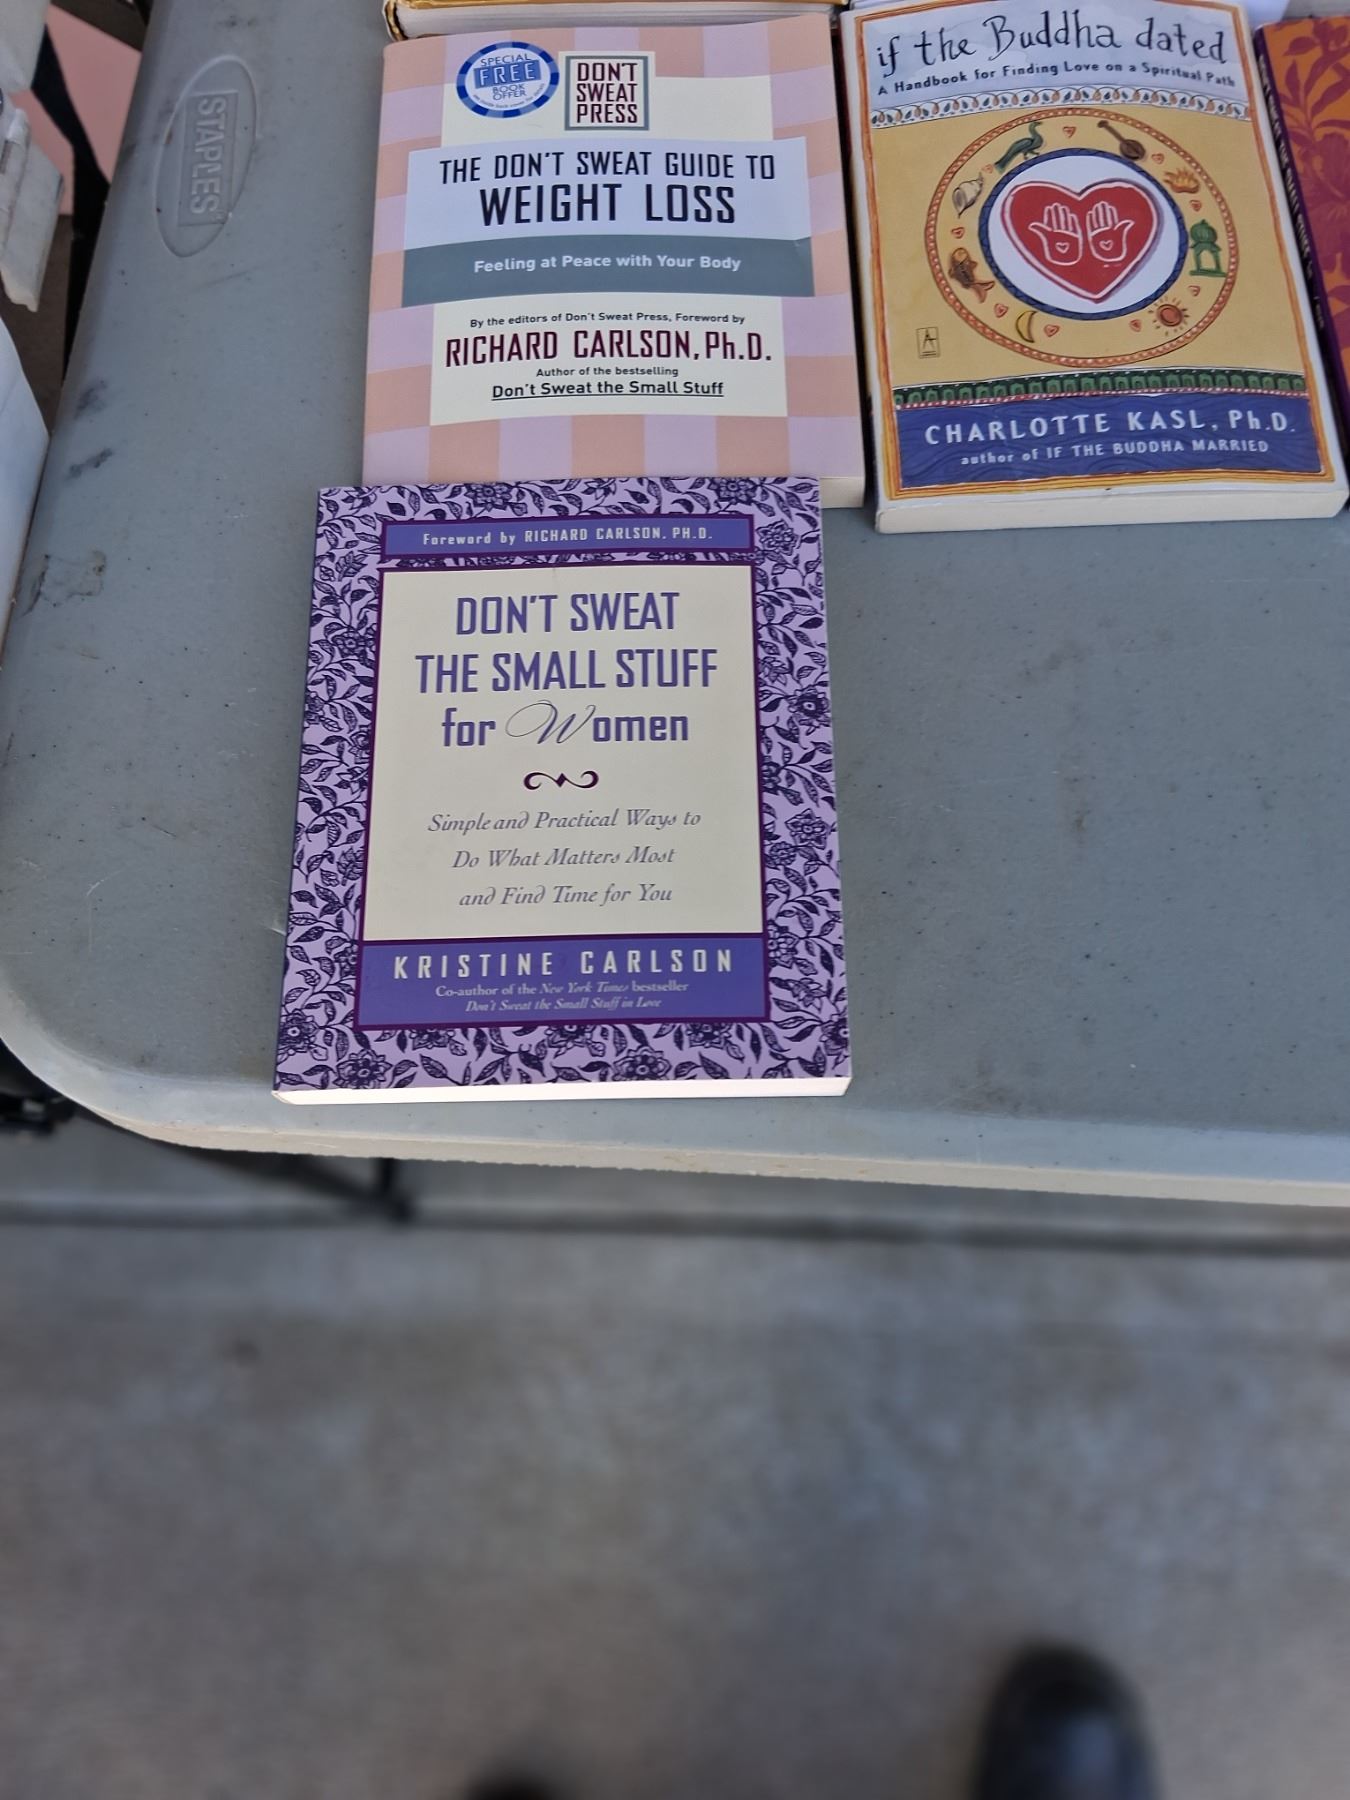 STAPLES
SPECIAL
FREE
BOOK
OFFER
DON'T
SWEAT
PRESS
THE DON'T SWEAT GUIDE TO
WEIGHT LOSS
Feeling at Peace with Your Body
By the editors of Don't Sweat Press, Foreword by
RICHARD CARLSON, Ph.D.
Author of the bestselling
Don't Sweat the Small Stuff
if the Buddha dated
A Handbook for Finding Love on a Spiritual Path
CHARLOTTE KASL, Ph.D.
author of IF THE BUDDHA MARRIED
Foreword by RICHARD CARLSON, PH.D.
DON'T SWEAT
THE SMALL STUFF
for Women
Simple and Practical Ways to
Do What Matters Most
and Find Time for You
KRISTINE CARLSON
Co-author of the New York Times bestseller
Don't Sweat the Small Stuff in Love